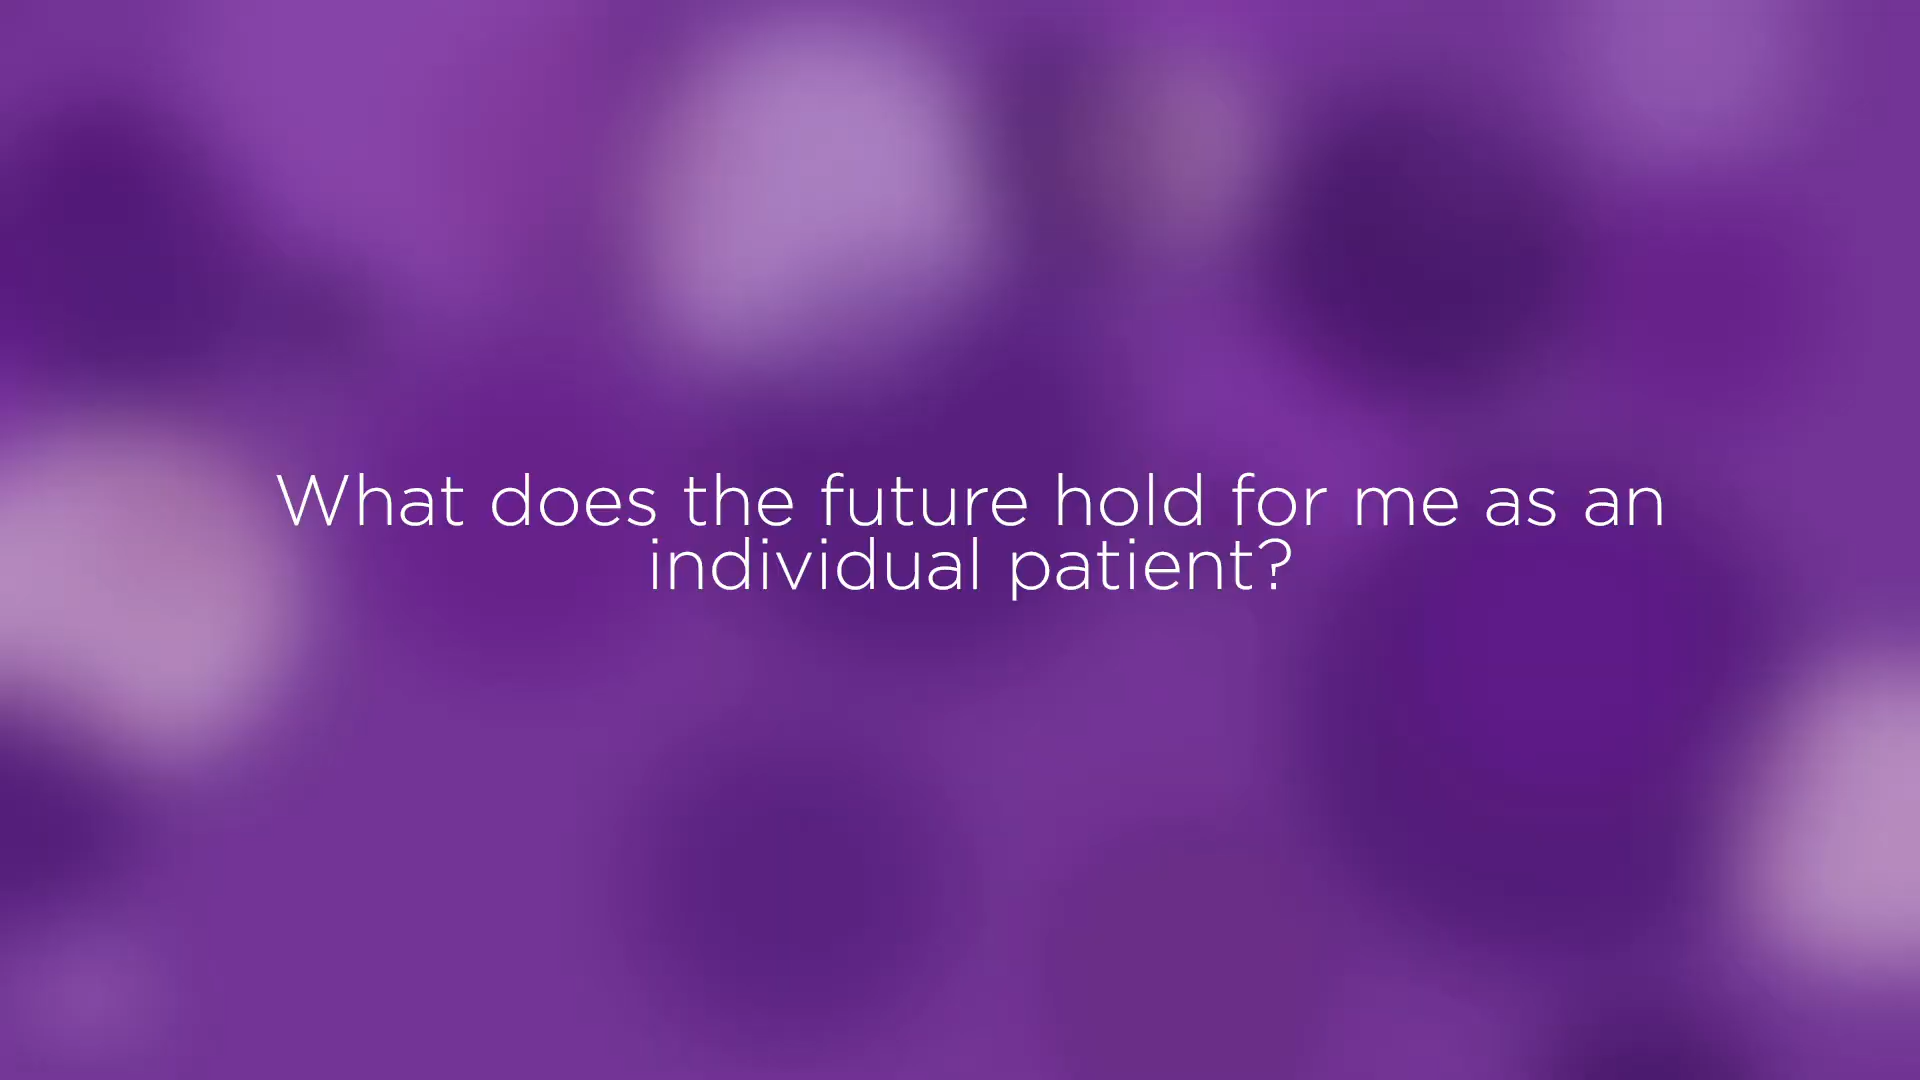 What does the future hold for me as an
individual patient?